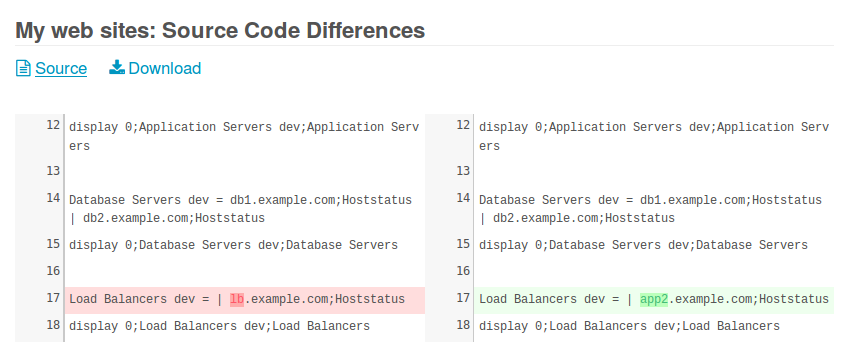 My web sites: Source Code Differences
Source Download
12 display 0;Application Servers dev;Application Serv
ers
13
14 Database Servers dev = db1.example.com;Hoststatus
| db2.example.com;Hoststatus
15 display 0;Database Servers dev;Database Servers
16
17 Load Balancers dev = | lb.example.com;Hoststatus
18 display 0;Load Balancers dev;Load Balancers
12 display 0;Application Servers dev;Application Serv
ers
13
14 Database Servers dev = db1.example.com;Hoststatus
| db2.example.com;Hoststatus
15 display 0;Database Servers dev;Database Servers
16
17 Load Balancers dev = | app2.example.com;Hoststatus
18 display 0;Load Balancers dev;Load Balancers